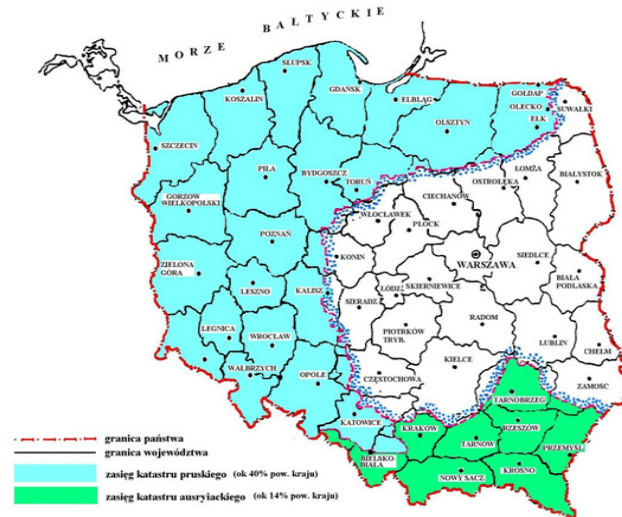 MORZE BAŁTYCKIE
SŁUPSK
KOSZALIN
GDAŃSK
ELBLĄG
GOŁDAP
OLECKO
SUWAŁKI
EŁK
OLSZTYN
SZCZECIN
PIŁA
BYDGOSZCZ
TORUŃ
ŁOMŻA
OSTROŁĘKA
BIAŁYSTOK
CIECHANÓW
GORZÓW
WIELKOPOLSKI
WŁOCŁAWEK
PŁOCK
POZNAŃ
KONIN
WARSZAWA
SIEDLCE
ZIELONA
GÓRA
LESZNO
KALISZ
ŁÓDŹ
SKIERNIEWICE
BIAŁA
PODLASKA
SIERADZ
LEGNICA
WROCŁAW
PIOTRKÓW
TRYB.
RADOM
LUBLIN
CHEŁM
WAŁBRZYCH
OPOLE
CZĘSTOCHOWA
KIELCE
ZAMOŚĆ
TARNOBRZEG
KATOWICE
KRAKÓW
RZESZÓW
TARNÓW
PRZEMYŚL
BIELSKO-
BIAŁA
NOWY SĄCZ
KROSNO
granica państwa
granica województwa
zasięg katastru pruskiego (ok 40% pow. kraju)
zasięg katastru ausryiackiego (ok 14% pow. kraju)